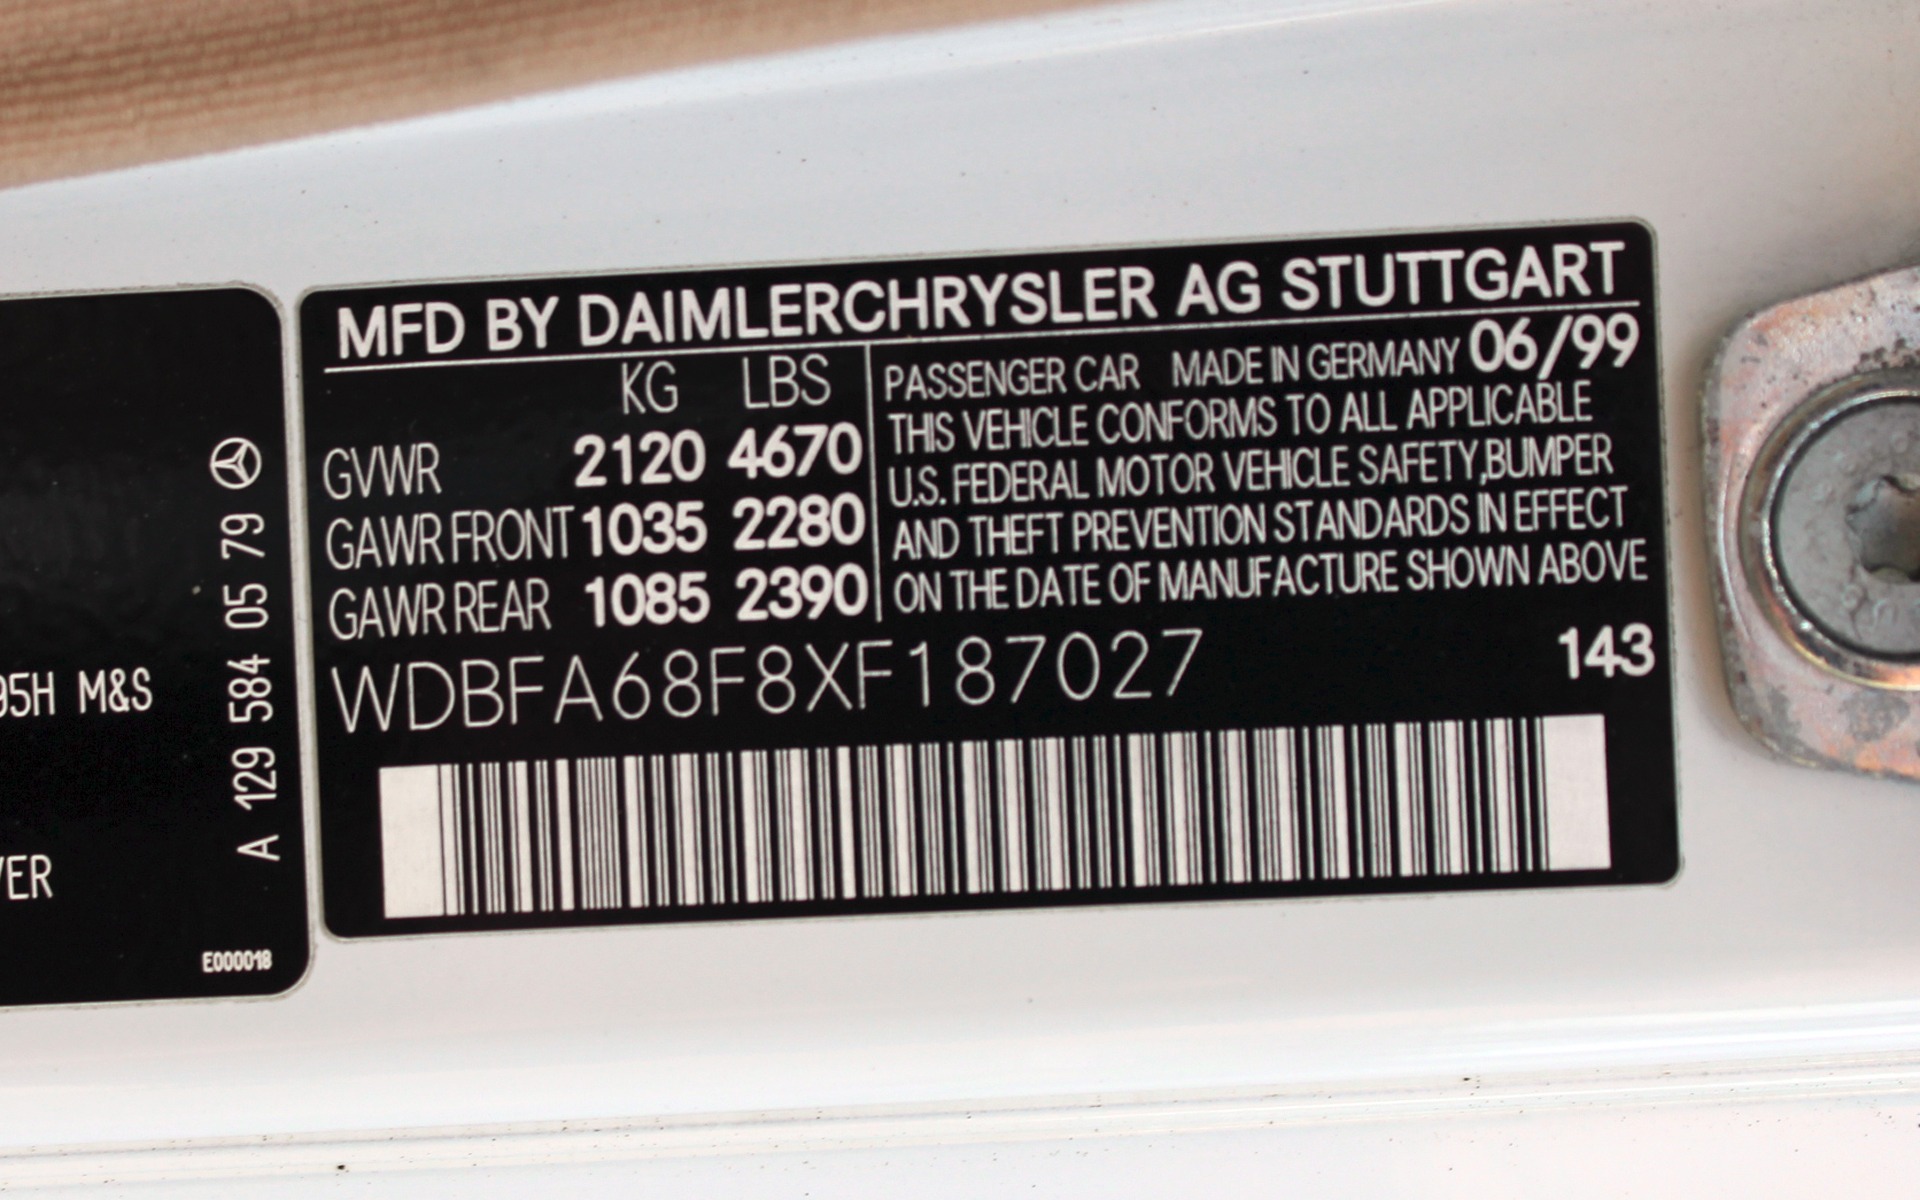 MFD BY DAIMLERCHRYSLER AG STUTTGART
KG LBS
GVWR 2120 4670
GAWR FRONT 1035 2280
GAWR REAR 1085 2390
PASSENGER CAR MADE IN GERMANY 06/99
THIS VEHICLE CONFORMS TO ALL APPLICABLE
U.S. FEDERAL MOTOR VEHICLE SAFETY,BUMPER
AND THEFT PREVENTION STANDARDS IN EFFECT
ON THE DATE OF MANUFACTURE SHOWN ABOVE
WDBFA68F8XF187027 143
95H M&S
VER
A 129 584 05 79
E000018